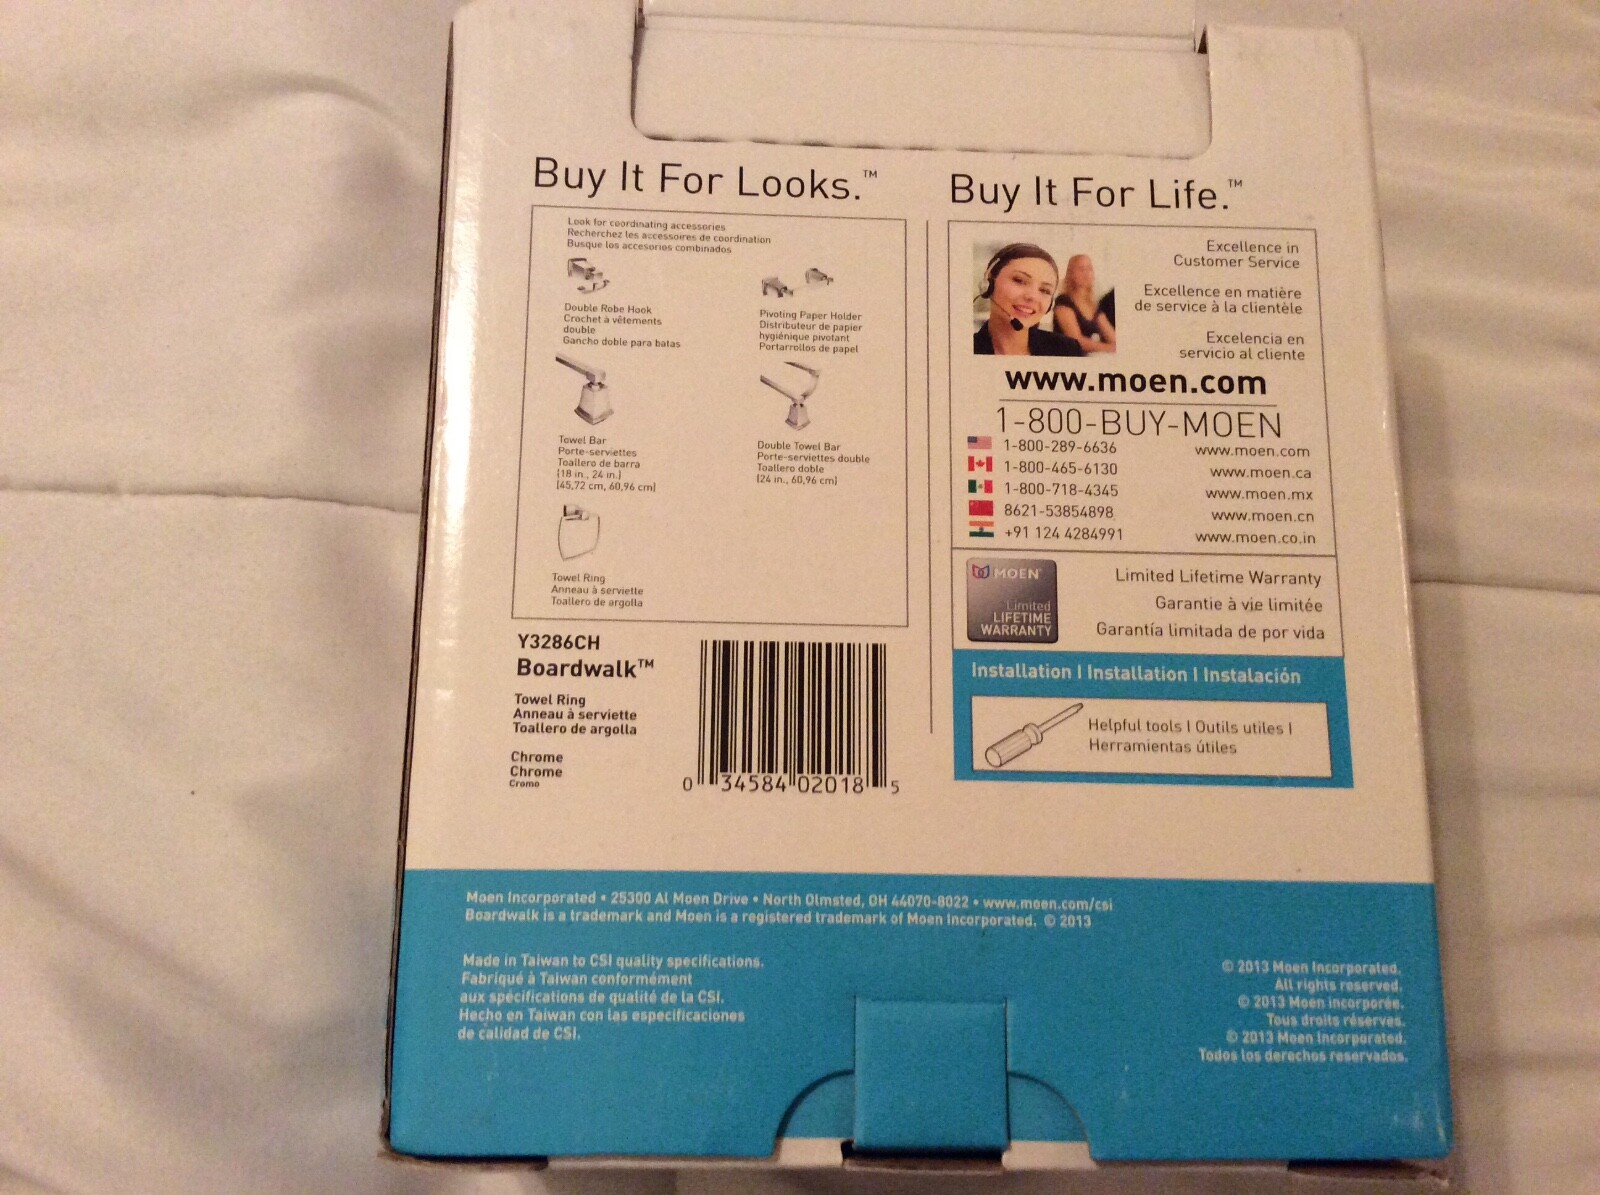 Buy It For Looks.™
Look for coordinating accessories
Recherchez les accessoires de coordination
Busque los accesorios combinados
Double Robe Hook
Crochet à vêtements
double
Gancho doble para batas
Pivoting Paper Holder
Distributeur de papier
hygiénique pivotant
Portarrollos de papel
Towel Bar
Porte-serviettes
Toallero de barra
(18 in., 24 in.)
(45,72 cm, 60,96 cm)
Double Towel Bar
Porte-serviettes double
Toallero doble
(24 in., 60,96 cm)
Towel Ring
Anneau à serviette
Toallero de argolla
Y3286CH
Boardwalk™
Towel Ring
Anneau à serviette
Toallero de argolla
Chrome
Chrome
Cromo
0 34584 02018 5
Buy It For Life.™
Excellence in
Customer Service
Excellence en matière
de service à la clientèle
Excelencia en
servicio al cliente
www.moen.com
1-800-BUY-MOEN
1-800-289-6636 www.moen.com
1-800-465-6130 www.moen.ca
1-800-718-4345 www.moen.mx
8621-53854898 www.moen.cn
+91 124 4284991 www.moen.co.in
MOEN®
Limited
LIFETIME
WARRANTY
Limited Lifetime Warranty
Garantie à vie limitée
Garantía limitada de por vida
Installation | Installation | Instalación
Helpful tools | Outils utiles |
Herramientas útiles
Moen Incorporated • 25300 Al Moen Drive • North Olmsted, OH 44070-8022 • www.moen.com/csi
Boardwalk is a trademark and Moen is a registered trademark of Moen Incorporated. © 2013
Made in Taiwan to CSI quality specifications.
Fabriqué à Taiwan conformément
aux spécifications de qualité de la CSI.
Hecho en Taiwan con las especificaciones
de calidad de CSI.
© 2013 Moen Incorporated.
All rights reserved.
© 2013 Moen Incorporée.
Tous droits réservés.
© 2013 Moen Incorporated.
Todos los derechos reservados.